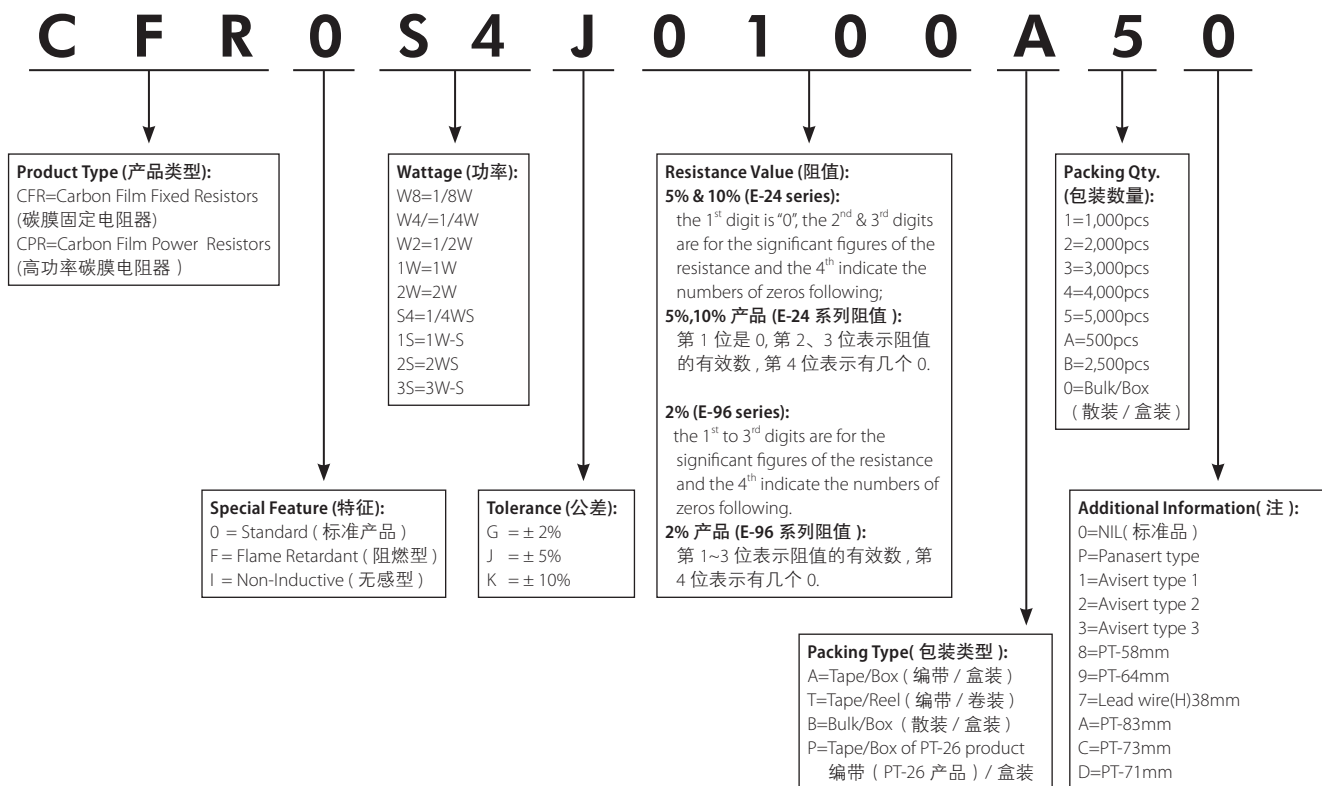 CFR0S4J0100A50
Product Type (产品类型):
CFR=Carbon Film Fixed Resistors
(碳膜固定电阻器)
CPR=Carbon Film Power Resistors
(高功率碳膜电阻器 )
Wattage (功率):
W8=1/8W
W4/=1/4W
W2=1/2W
1W=1W
2W=2W
S4=1/4WS
1S=1W-S
2S=2WS
3S=3W-S
Resistance Value (阻值):
5% & 10% (E-24 series):
the 1st digit is "0", the 2nd & 3rd digits
are for the significant figures of the
resistance and the 4th indicate the
numbers of zeros following;
5%,10% 产品 (E-24 系列阻值 ):
第 1 位是 0, 第 2、3 位表示阻值
的有效数 , 第 4 位表示有几个 0.
2% (E-96 series):
the 1st to 3rd digits are for the
significant figures of the resistance
and the 4th indicate the numbers of
zeros following.
2% 产品 (E-96 系列阻值 ):
第 1~3 位表示阻值的有效数 , 第
4 位表示有几个 0.
Packing Qty.
(包装数量):
1=1,000pcs
2=2,000pcs
3=3,000pcs
4=4,000pcs
5=5,000pcs
A=500pcs
B=2,500pcs
0=Bulk/Box
( 散装 / 盒装 )
Special Feature (特征):
0 = Standard ( 标准产品 )
F = Flame Retardant ( 阻燃型 )
I = Non-Inductive ( 无感型 )
Tolerance (公差):
G = ± 2%
J = ± 5%
K = ± 10%
Packing Type( 包装类型 ):
A=Tape/Box ( 编带 / 盒装 )
T=Tape/Reel ( 编带 / 卷装 )
B=Bulk/Box ( 散装 / 盒装 )
P=Tape/Box of PT-26 product
编带 ( PT-26 产品 ) / 盒装
Additional Information( 注 ):
0=NIL( 标准品 )
P=Panasert type
1=Avisert type 1
2=Avisert type 2
3=Avisert type 3
8=PT-58mm
9=PT-64mm
7=Lead wire(H)38mm
A=PT-83mm
C=PT-73mm
D=PT-71mm